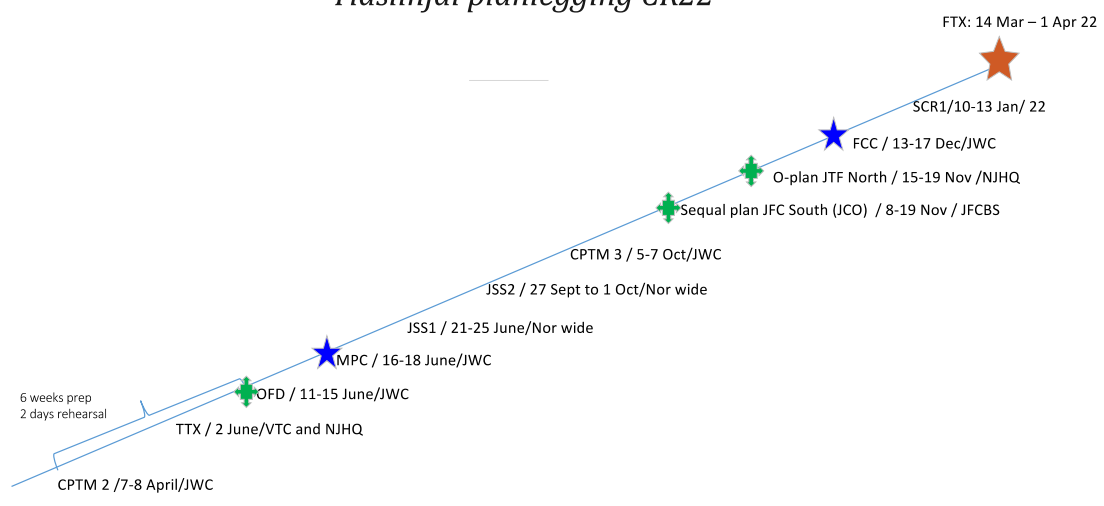 planlegging CR22
FTX: 14 Mar – 1 Apr 22
SCR1/10-13 Jan/ 22
FCC / 13-17 Dec/JWC
O-plan JTF North / 15-19 Nov /NJHQ
Sequal plan JFC South (JCO)  / 8-19 Nov / JFCBS
CPTM 3 / 5-7 Oct/JWC
JSS2 / 27 Sept to 1 Oct/Nor wide
JSS1 / 21-25 June/Nor wide
MPC / 16-18 June/JWC
OFD / 11-15 June/JWC
6 weeks prep
2 days rehearsal
TTX / 2 June/VTC and NJHQ
CPTM 2 /7-8 April/JWC